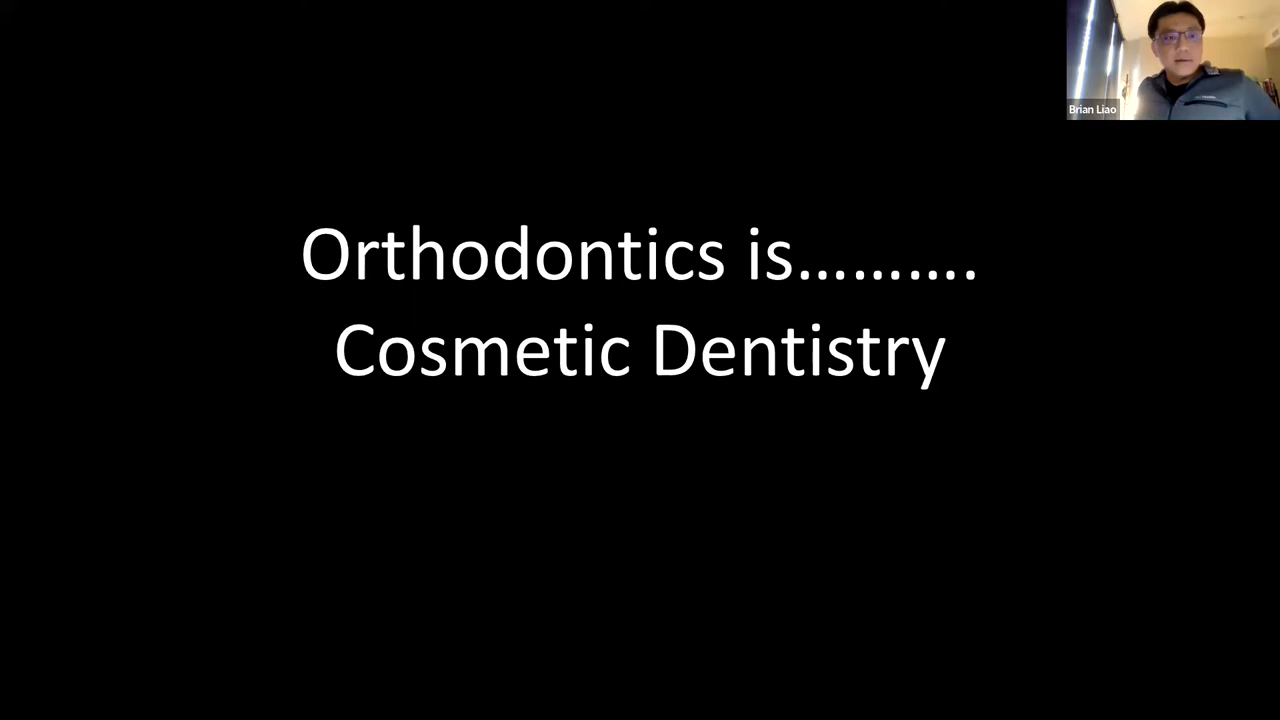 Brian Liao
Orthodontics is……….
Cosmetic Dentistry